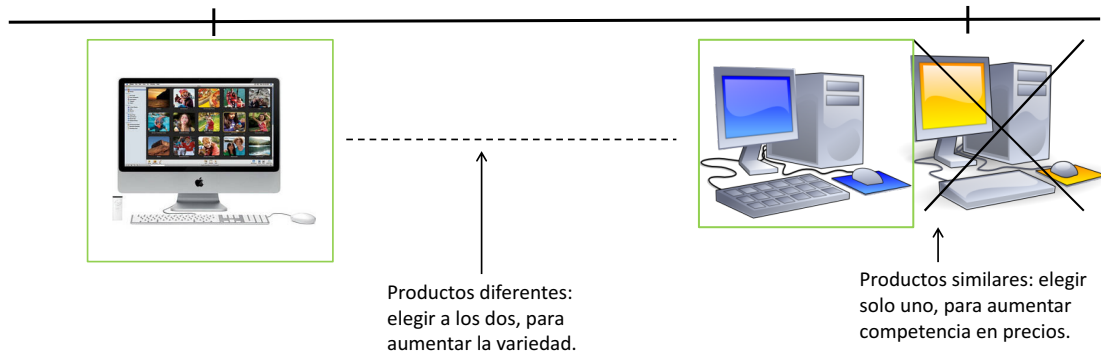 Productos diferentes:
elegir a los dos, para
aumentar la variedad.
Productos similares: elegir
solo uno, para aumentar
competencia en precios.